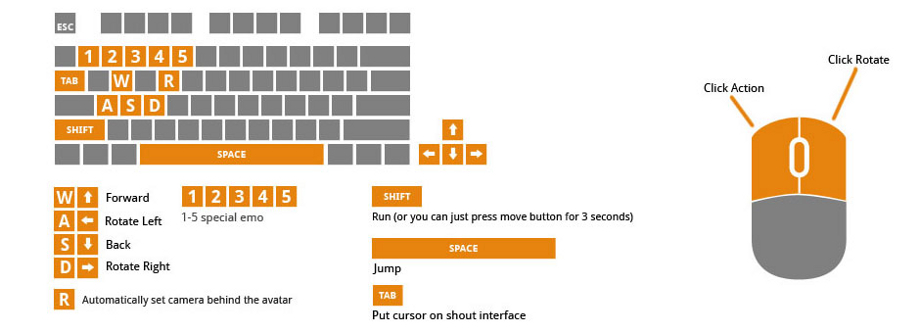 Click Rotate
Click Action
ESC
1 2 3 4 5
TAB W R
A S D
SHIFT
SPACE
W Forward
A Rotate Left
S Back
D Rotate Right
R Automatically set camera behind the avatar
1 2 3 4 5
1-5 special emo
SHIFT
Run (or you can just press move button for 3 seconds)
SPACE
Jump
TAB
Put cursor on shout interface